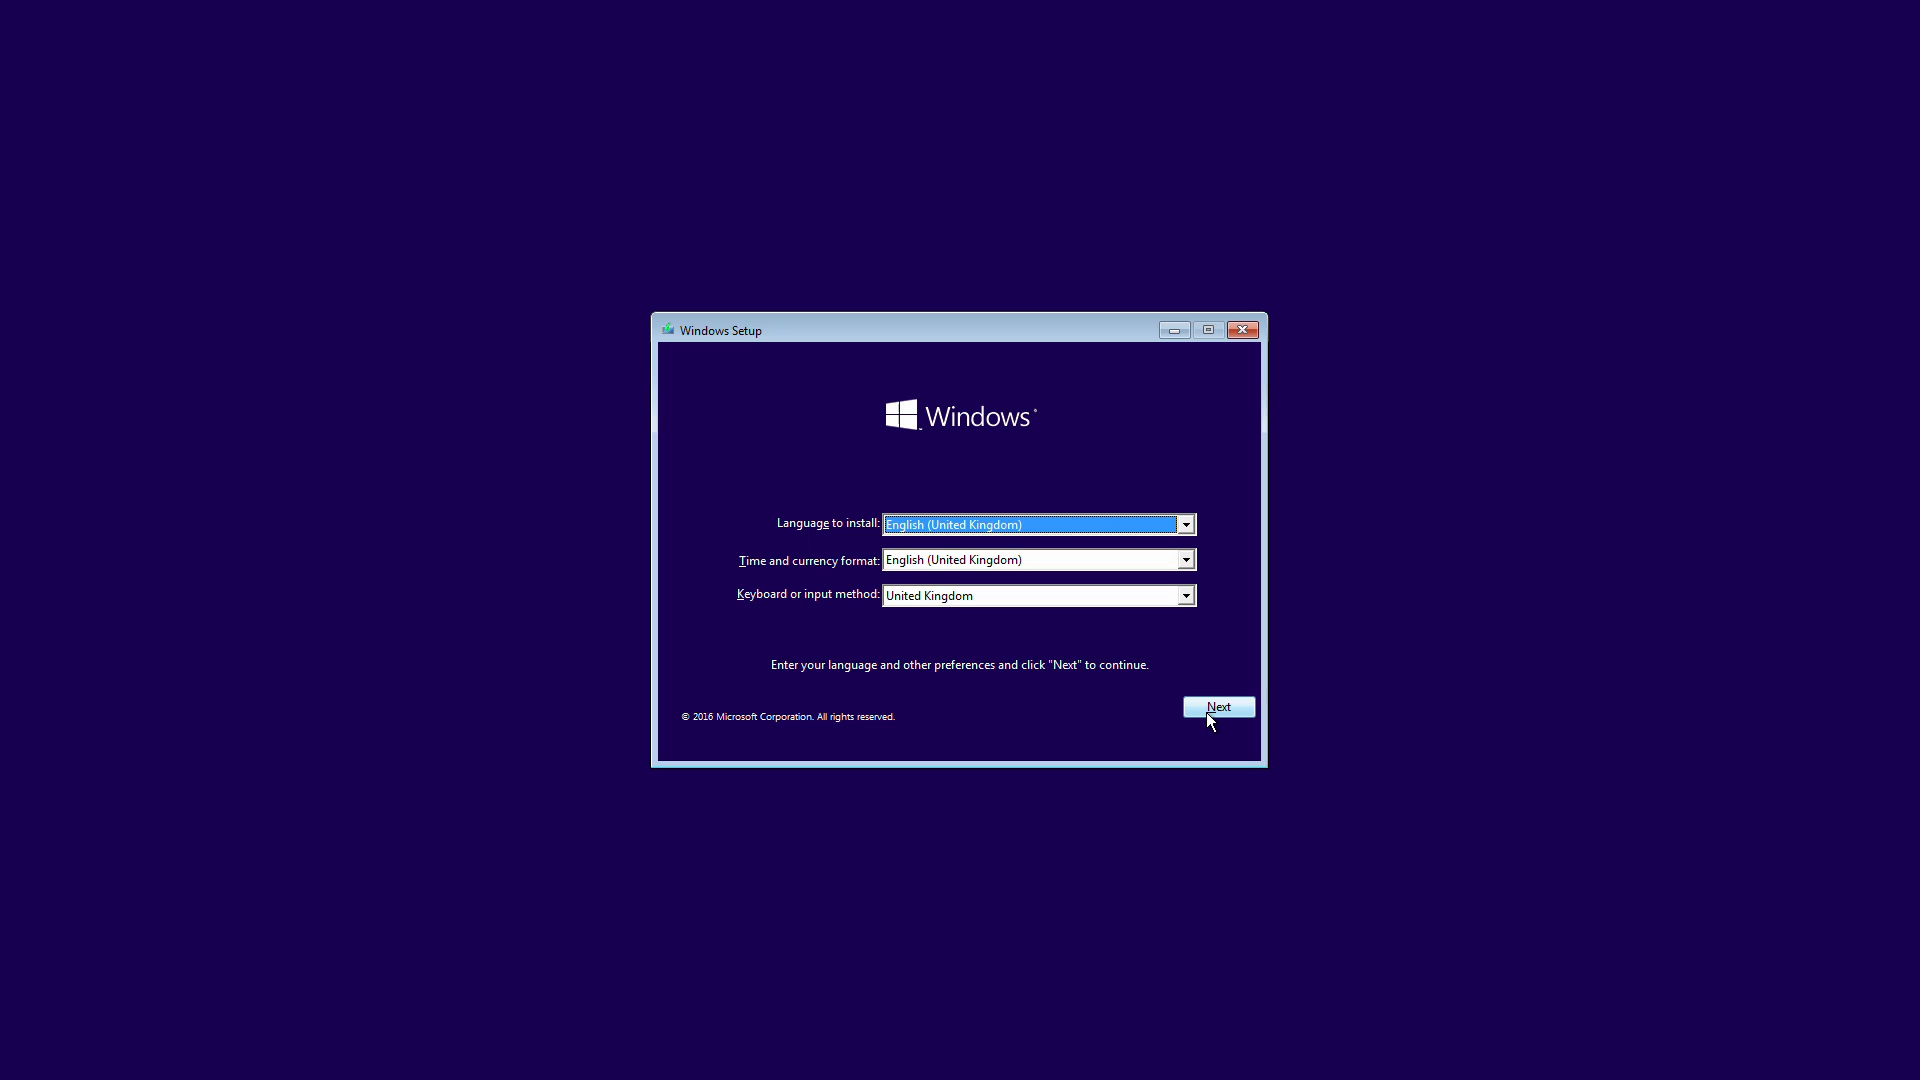 Windows Setup
Windows
Language to install: English (United Kingdom)
Time and currency format: English (United Kingdom)
Keyboard or input method: United Kingdom
Enter your language and other preferences and click "Next" to continue.
Next
© 2016 Microsoft Corporation. All rights reserved.